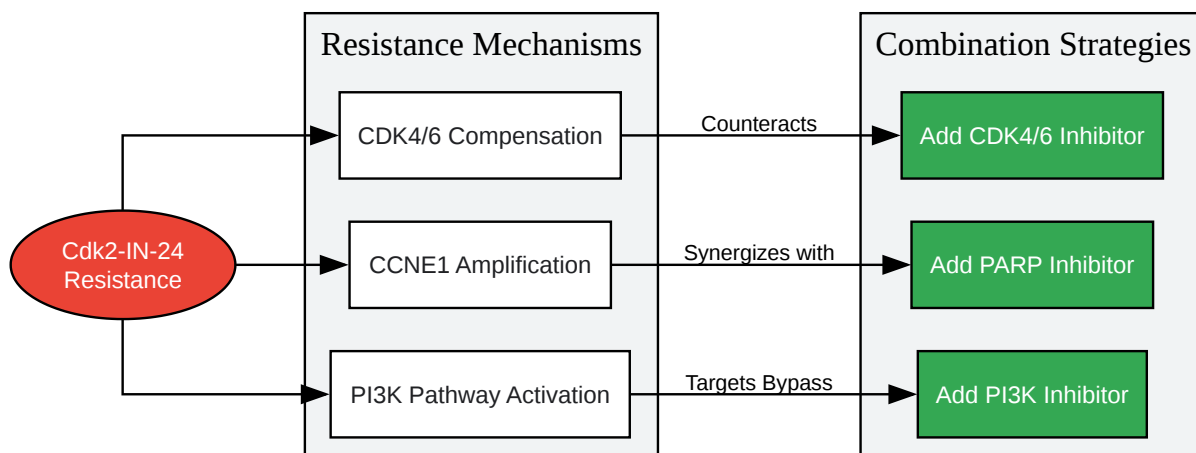 Resistance Mechanisms
Combination Strategies
CDK4/6 Compensation
Counteracts
Add CDK4/6 Inhibitor
Cdk2-IN-24
Resistance
CCNE1 Amplification
Synergizes with
Add PARP Inhibitor
PI3K Pathway Activation
Targets Bypass
Add PI3K Inhibitor